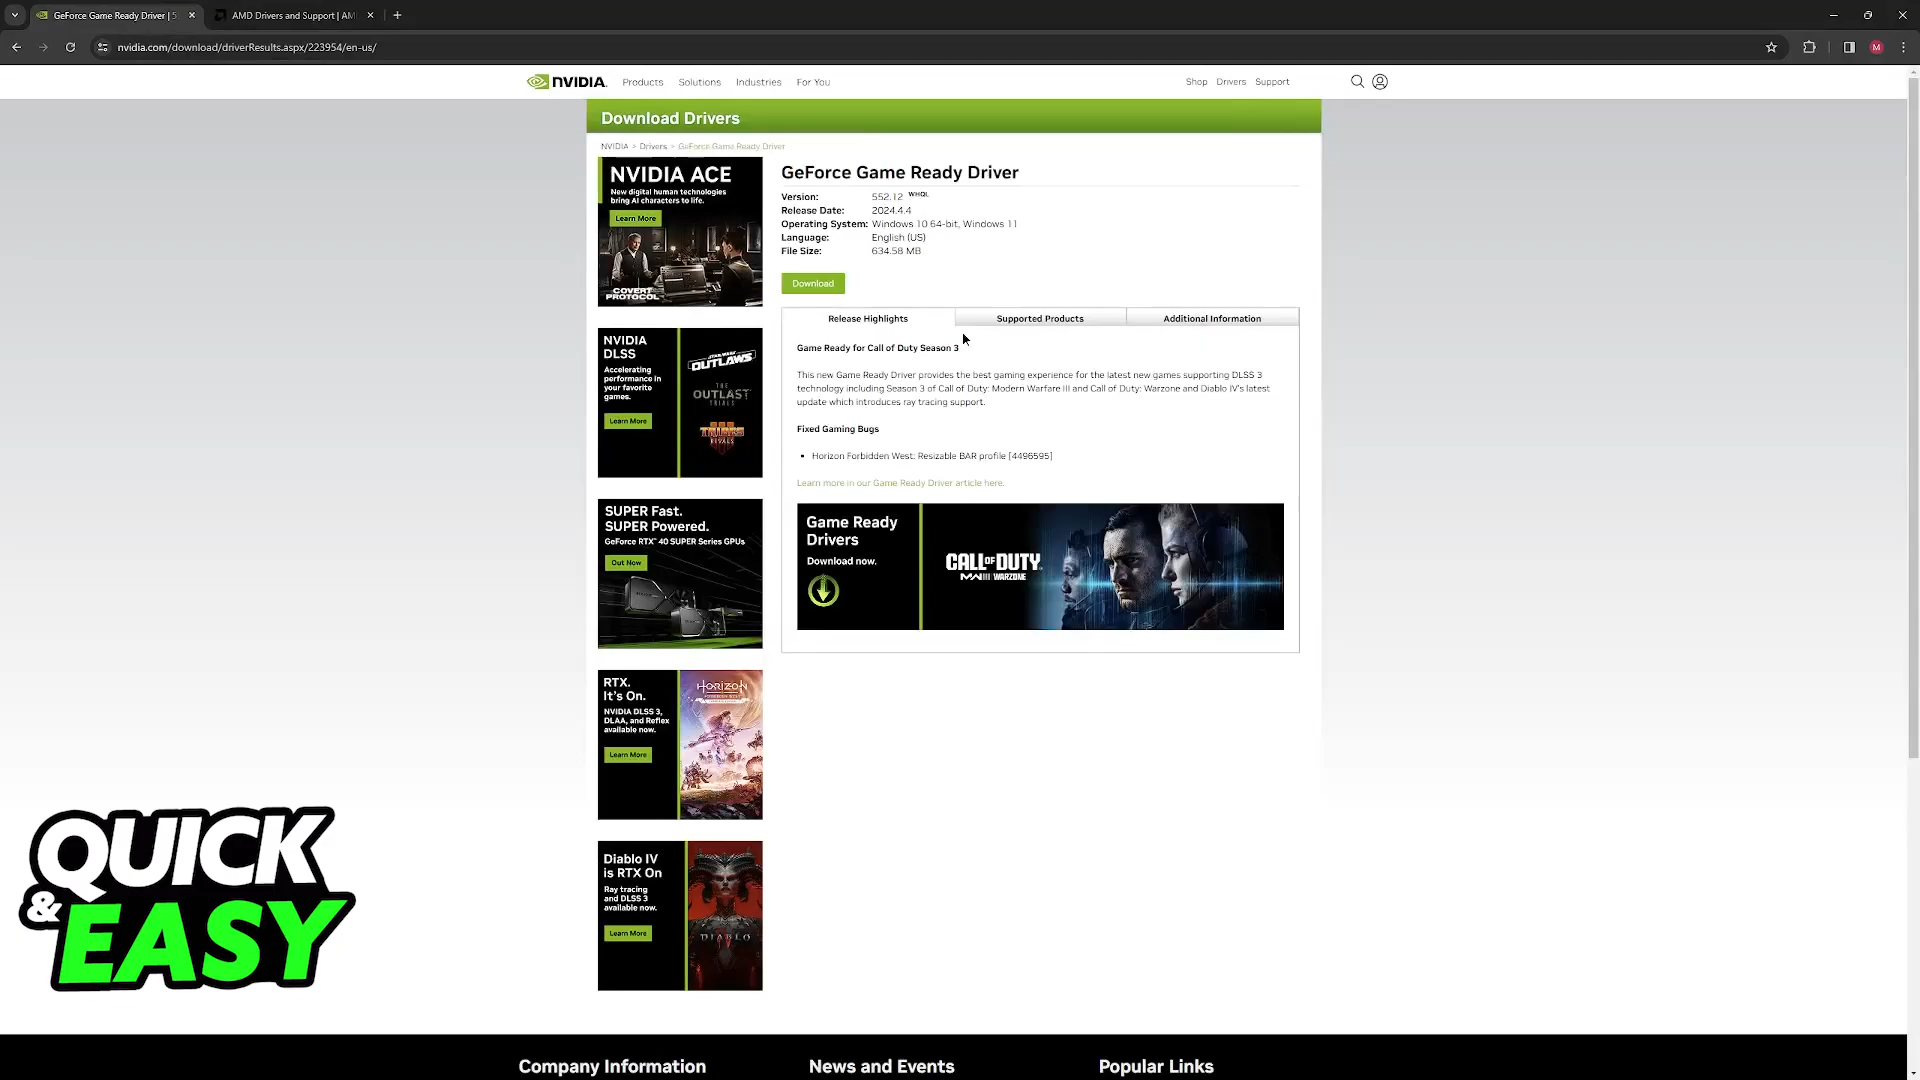 GeForce Game Ready Driver | 5
AMD Drivers and Support | AM
nvidia.com/download/driverResults.aspx/223954/en-us/
M
NVIDIA
Products
Solutions
Industries
For You
Shop
Drivers
Support
Download Drivers
NVIDIA > Drivers > GeForce Game Ready Driver
NVIDIA ACE
New digital human technologies
bring AI characters to life.
Learn More
COVERT
PROTOCOL
NVIDIA
DLSS
Accelerating
performance in
your favorite
games.
Learn More
STAR WARS
OUTLAWS
THE
OUTLAST
TRIALS
SUPER Fast.
SUPER Powered.
GeForce RTX™ 40 SUPER Series GPUs
Out Now
RTX.
It's On.
NVIDIA DLSS 3,
DLAA, and Reflex
available now.
Learn More
HORIZON
FORBIDDEN WEST
Diablo IV
is RTX On
Ray tracing
and DLSS 3
available now.
Learn More
DIABLO
GeForce Game Ready Driver
Version: 552.12 WHQL
Release Date: 2024.4.4
Operating System: Windows 10 64-bit, Windows 11
Language: English (US)
File Size: 634.58 MB
Download
Release Highlights
Supported Products
Additional Information
Game Ready for Call of Duty Season 3
This new Game Ready Driver provides the best gaming experience for the latest new games supporting DLSS 3
technology including Season 3 of Call of Duty: Modern Warfare III and Call of Duty: Warzone and Diablo IV's latest
update which introduces ray tracing support.
Fixed Gaming Bugs
Horizon Forbidden West: Resizable BAR profile [4496595]
Learn more in our Game Ready Driver article here.
Game Ready
Drivers
Download now.
CALL OF DUTY
MWIII WARZONE
QUICK
& EASY
Company Information
News and Events
Popular Links